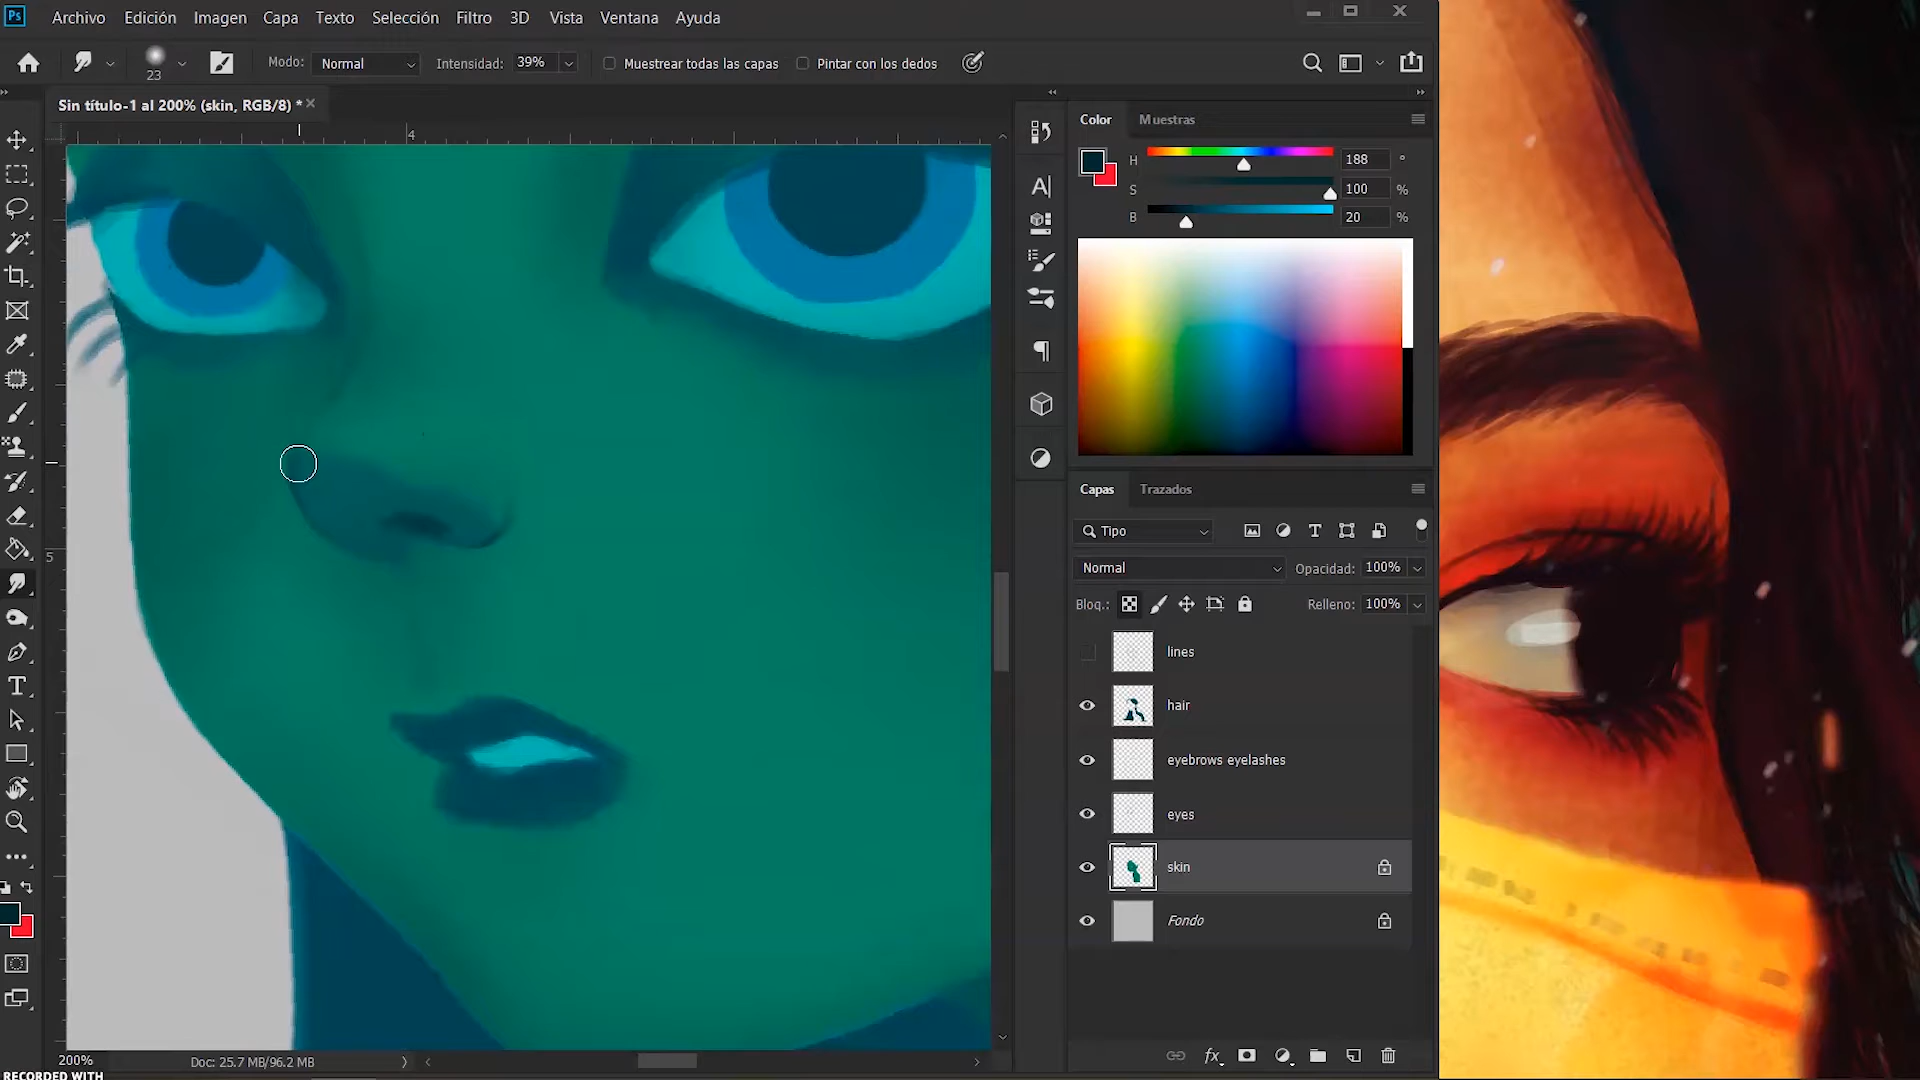 Ps
Archivo Edición Imagen Capa Texto Selección Filtro 3D Vista Ventana Ayuda
23 Modo: Normal Intensidad: 39% Muestrear todas las capas Pintar con los dedos
Sin título-1 al 200% (skin, RGB/8) *
4
5
Color Muestras
H 188 °
S 100 %
B 20 %
Capas Trazados
Tipo
Normal Opacidad: 100%
Bloq.: Relleno: 100%
lines
hair
eyebrows eyelashes
eyes
skin
Fondo
fx
200% Doc: 25.7 MB/96.2 MB
RECORDED WITH